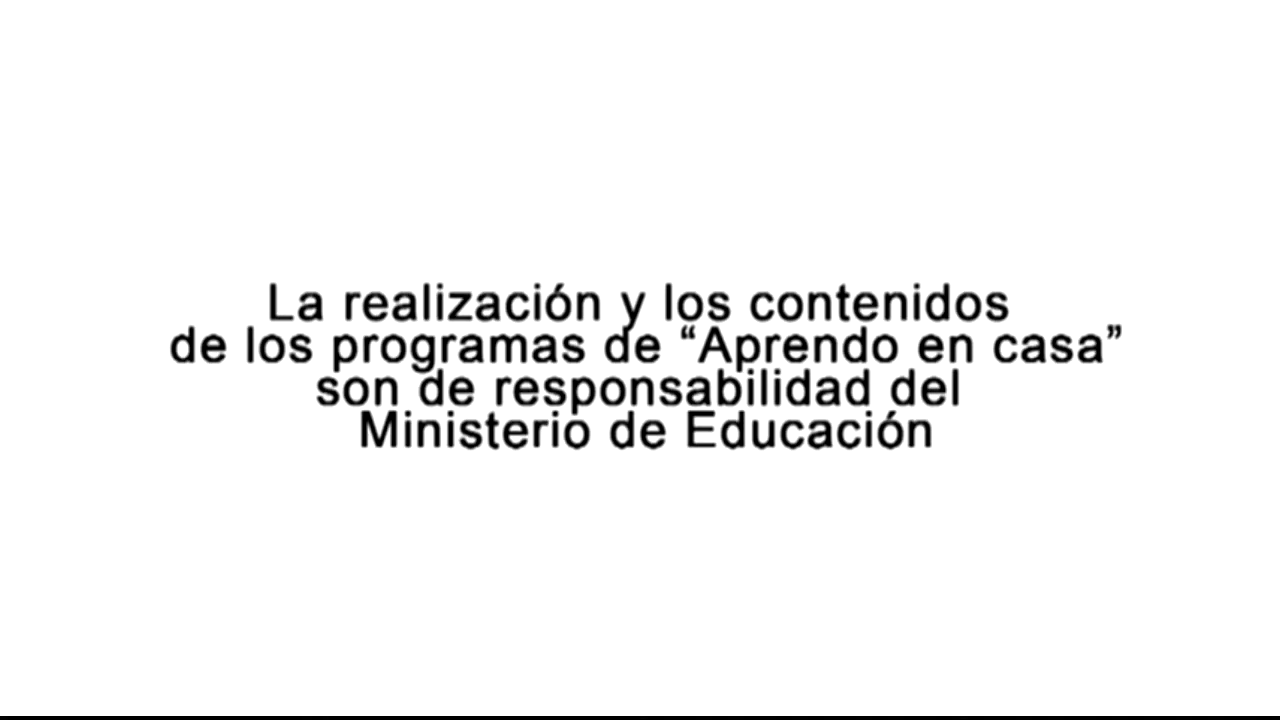 La realización y los contenidos
de los programas de “Aprendo en casa”
son de responsabilidad del
Ministerio de Educación